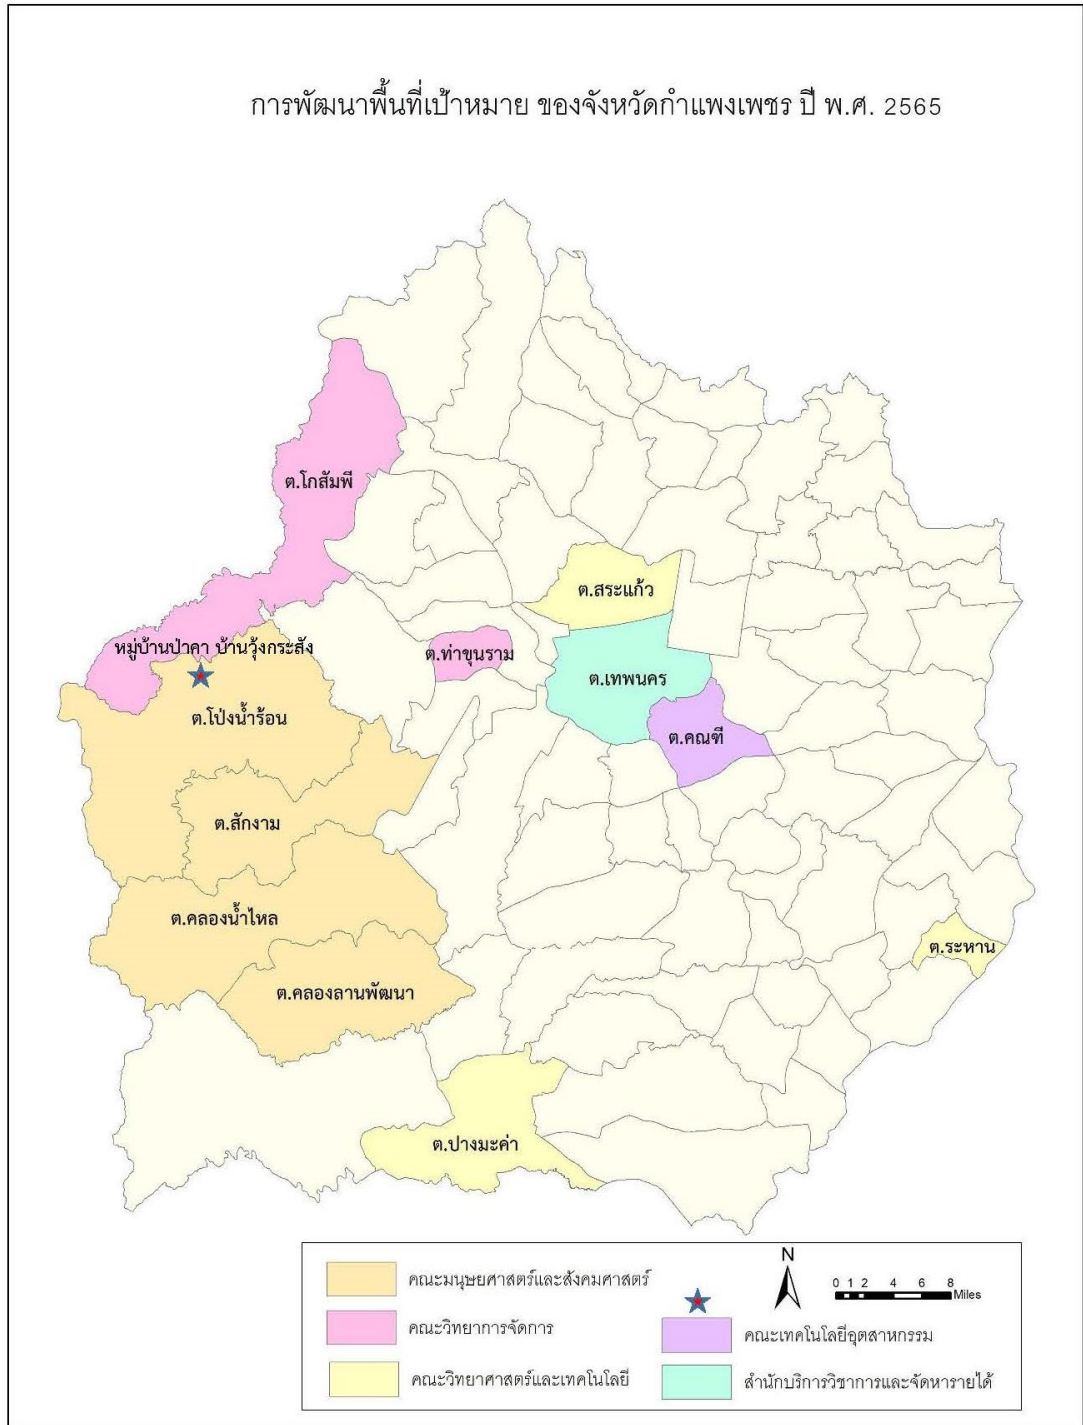 การพัฒนาพื้นที่เป้าหมาย ของจังหวัดกำแพงเพชร ปี พ.ศ. 2565
ต.โกสัมพี
ต.สระแก้ว
หมู่บ้านป่าคา บ้านวุ้งกระสัง
ต.ท่าขุนราม
ต.เทพนคร
ต.โป่งน้ำร้อน
ต.คณฑี
ต.สักงาม
ต.คลองน้ำไหล
ต.ระหาน
ต.คลองลานพัฒนา
ต.ปางมะค่า
คณะมนุษยศาสตร์และสังคมศาสตร์
คณะวิทยาการจัดการ
คณะวิทยาศาสตร์และเทคโนโลยี
N
0 1 2 4 6 8
Miles
คณะเทคโนโลยีอุตสาหกรรม
สำนักบริการวิชาการและจัดหารายได้